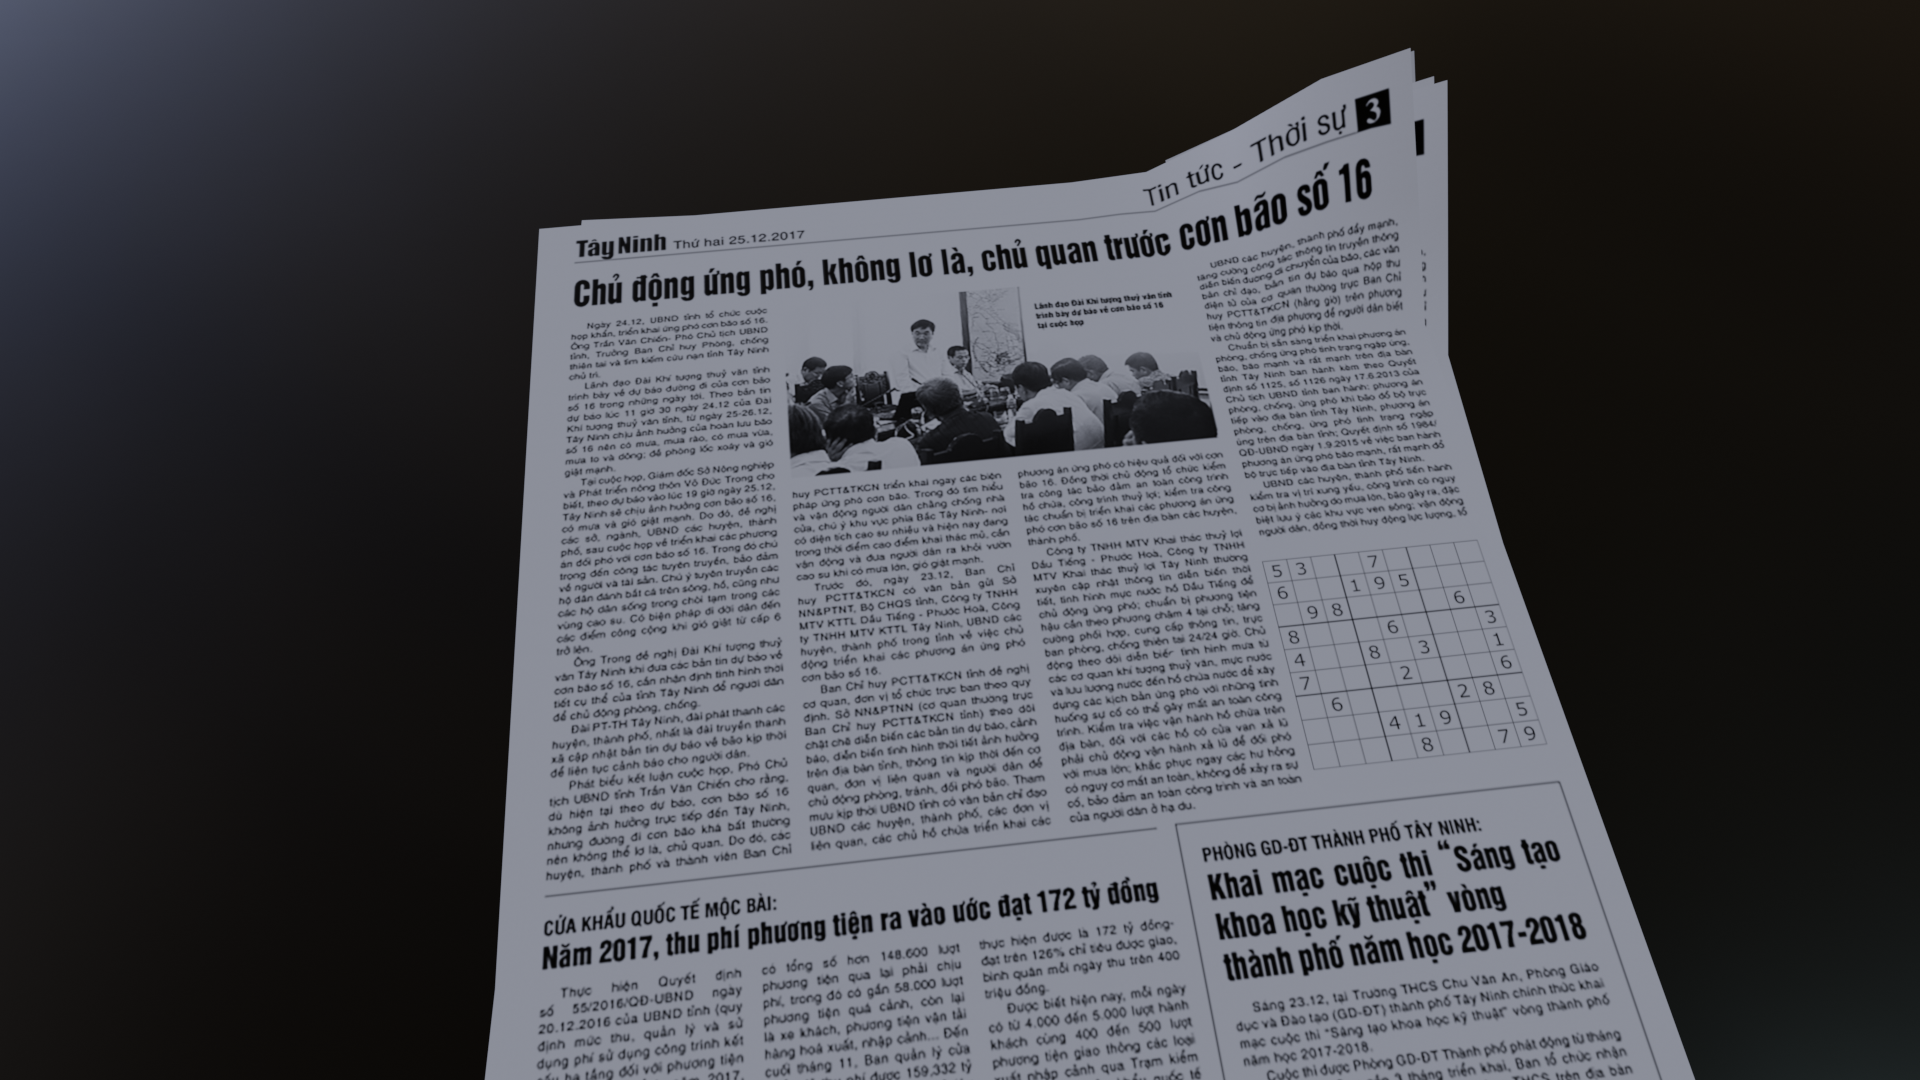 Tin tức - Thời sự 3
Tây Ninh Thứ hai 25.12.2017
Chủ động ứng phó, không lơ là, chủ quan trước cơn bão số 16
Ngày 24.12, UBND tỉnh tổ chức cuộc
họp khẩn, triển khai ứng phó cơn bão số 16.
Ông Trần Văn Chiến- Phó Chủ tịch UBND
tỉnh, Trưởng Ban Chỉ huy Phòng, chống
thiên tai và tìm kiếm cứu nạn tỉnh Tây Ninh
chủ trì.
Lãnh đạo Đài Khí tượng thuỷ văn tỉnh
trình bày về dự báo đường đi của cơn bão
số 16 trong những ngày tới. Theo bản tin
dự báo lúc 11 giờ 30 ngày 24.12 của Đài
Khí tượng thuỷ văn tỉnh, từ ngày 25-26.12,
Tây Ninh chịu ảnh hưởng của hoàn lưu bão
số 16 nên có mưa, mưa rào, có mưa vừa,
mưa to và dông; đề phòng lốc xoáy và gió
giật mạnh.
Tại cuộc họp, Giám đốc Sở Nông nghiệp
và Phát triển nông thôn Võ Đức Trong cho
biết, theo dự báo vào lúc 19 giờ ngày 25.12,
Tây Ninh sẽ chịu ảnh hưởng cơn bão số 16,
có mưa và gió giật mạnh. Do đó, đề nghị
các sở, ngành, UBND các huyện, thành
phố, sau cuộc họp về triển khai các phương
án đối phó với cơn bão số 16. Trong đó chú
trọng đến công tác tuyên truyền, bảo đảm
về người và tài sản. Chú ý tuyên truyền các
hộ dân đánh bắt cá trên sông, hồ, cũng như
các hộ dân sống trong chòi tạm trong các
vùng cao su. Có biện pháp di dời dân đến
các điểm công cộng khi gió giật từ cấp 6
trở lên.
Ông Trong đề nghị Đài Khí tượng thuỷ
văn Tây Ninh khi đưa các bản tin dự báo về
cơn bão số 16, cần nhận định tình hình thời
tiết cụ thể của tỉnh Tây Ninh để người dân
để chủ động phòng, chống.
Đài PT-TH Tây Ninh, đài phát thanh các
huyện, thành phố, nhất là đài truyền thanh
xã cập nhật bản tin dự báo về bão kịp thời
để liên tục cảnh báo cho người dân.
Phát biểu kết luận cuộc họp, Phó Chủ
tịch UBND tỉnh Trần Văn Chiến cho rằng,
dù hiện tại theo dự báo, cơn bão số 16
không ảnh hưởng trực tiếp đến Tây Ninh,
nhưng đường đi cơn bão khá bất thường
nên không thể lơ là, chủ quan. Do đó, các
huyện, thành phố và thành viên Ban Chỉ
Lãnh đạo Đài Khí tượng thuỷ văn tỉnh
trình bày dự báo về cơn bão số 16
tại cuộc họp
huy PCTT&TKCN triển khai ngay các biện
pháp ứng phó cơn bão. Trong đó tìm hiểu
và vận động người dân chằng chống nhà
cửa, chú ý khu vực phía Bắc Tây Ninh- nơi
có diện tích cao su nhiều và hiện nay đang
trong thời điểm cao điểm khai thác mủ, cần
vận động và đưa người dân ra khỏi vườn
cao su khi có mưa lớn, gió giật mạnh.
Trước đó, ngày 23.12, Ban Chỉ
huy PCTT&TKCN có văn bản gửi Sở
NN&PTNT, Bộ CHQS tỉnh, Công ty TNHH
MTV KTTL Dầu Tiếng - Phước Hoà, Công
ty TNHH MTV KTTL Tây Ninh, UBND các
huyện, thành phố trong tỉnh về việc chủ
động triển khai các phương án ứng phó
cơn bão số 16.
Ban Chỉ huy PCTT&TKCN tỉnh đề nghị
cơ quan, đơn vị tổ chức trực ban theo quy
định. Sở NN&PTNN (cơ quan thường trực
Ban Chỉ huy PCTT&TKCN tỉnh) theo dõi
chặt chẽ diễn biến các bản tin dự báo, cảnh
báo, diễn biến tình hình thời tiết ảnh hưởng
trên địa bàn tỉnh, thông tin kịp thời đến cơ
quan, đơn vị liên quan và người dân để
chủ động phòng, tránh, đối phó bão. Tham
mưu kịp thời UBND tỉnh có văn bản chỉ đạo
UBND các huyện, thành phố, các đơn vị
liên quan, các chủ hồ chứa triển khai các
phương án ứng phó có hiệu quả đối với cơn
bão 16. Đồng thời chủ động tổ chức kiểm
tra công tác bảo đảm an toàn công trình
hồ chứa, công trình thuỷ lợi; kiểm tra công
tác chuẩn bị triển khai các phương án ứng
phó cơn bão số 16 trên địa bàn các huyện,
thành phố.
Công ty TNHH MTV Khai thác thuỷ lợi
Dầu Tiếng - Phước Hoà, Công ty TNHH
MTV Khai thác thuỷ lợi Tây Ninh thường
xuyên cập nhật thông tin diễn biến thời
tiết, tình hình mực nước hồ Dầu Tiếng để
chủ động ứng phó; chuẩn bị phương tiện
hậu cần theo phương châm 4 tại chỗ; tăng
cường phối hợp, cung cấp thông tin, trực
ban phòng, chống thiên tai 24/24 giờ. Chủ
động theo dõi diễn biến tình hình mưa từ
các cơ quan khí tượng thuỷ văn, mực nước
và lưu lượng nước đến hồ chứa nước để xây
dựng các kịch bản ứng phó với những tình
huống sự cố có thể gây mất an toàn công
trình. Kiểm tra việc vận hành hồ chứa trên
địa bàn, đối với các hồ có cửa van xả lũ
phải chủ động vận hành xả lũ để đối phó
với mưa lớn; khắc phục ngay các hư hỏng
có nguy cơ mất an toàn, không để xảy ra sự
cố, bảo đảm an toàn công trình và an toàn
của người dân ở hạ du.
UBND các huyện, thành phố đẩy mạnh,
tăng cường công tác thông tin truyền thông
diễn biến đường di chuyển của bão, các văn
bản chỉ đạo, bản tin dự báo qua hộp thư
điện tử của cơ quan thường trực Ban Chỉ
huy PCTT&TKCN (hằng giờ) trên phương
tiện thông tin địa phương để người dân biết
và chủ động ứng phó kịp thời.
Chuẩn bị sẵn sàng triển khai phương án
phòng, chống ứng phó tình trạng ngập úng,
bão, bão mạnh và rất mạnh trên địa bàn
tỉnh Tây Ninh ban hành kèm theo Quyết
định số 1125, số 1126 ngày 17.6.2013 của
Chủ tịch UBND tỉnh ban hành; phương án
phòng, chống, ứng phó khi bão đổ bộ trực
tiếp vào địa bàn tỉnh Tây Ninh, phương án
phòng, chống, ứng phó tình trạng ngập
úng trên địa bàn tỉnh; Quyết định số 1984/
QĐ-UBND ngày 1.9.2015 về việc ban hành
phương án ứng phó bão mạnh, rất mạnh đổ
bộ trực tiếp vào địa bàn tỉnh Tây Ninh.
UBND các huyện, thành phố tiến hành
kiểm tra vị trí xung yếu, công trình có nguy
cơ bị ảnh hưởng do mưa lớn, bão gây ra, đặc
biệt lưu ý các khu vực ven sông; vận động
người dân, đồng thời huy động lực lượng, tổ
5 3 7
6 1 9 5
9 8 6
8 6 3
4 8 3 1
7 2 6
6 2 8
4 1 9 5
8 7 9
CỬA KHẨU QUỐC TẾ MỘC BÀI:
Năm 2017, thu phí phương tiện ra vào ước đạt 172 tỷ đồng
Thực hiện Quyết định
số 55/2016/QĐ-UBND ngày
20.12.2016 của UBND tỉnh (quy
định mức thu, quản lý và sử
dụng phí sử dụng công trình kết
cấu hạ tầng đối với phương tiện
2017,
có tổng số hơn 148.600 lượt
phương tiện qua lại phải chịu
phí, trong đó có gần 58.000 lượt
phương tiện quá cảnh, còn lại
là xe khách, phương tiện vận tải
hàng hoá xuất, nhập cảnh... Đến
cuối tháng 11, Ban quản lý cửa
phí được 159,332 tỷ
thực hiện được là 172 tỷ đồng-
đạt trên 126% chỉ tiêu được giao,
bình quân mỗi ngày thu trên 400
triệu đồng.
Được biết hiện nay, mỗi ngày
có từ 4.000 đến 5.000 lượt hành
khách cùng 400 đến 500 lượt
phương tiện giao thông các loại
xuất nhập cảnh qua Trạm kiểm
quốc tế
PHÒNG GD-ĐT THÀNH PHỐ TÂY NINH:
Khai mạc cuộc thi “Sáng tạo
khoa học kỹ thuật” vòng
thành phố năm học 2017-2018
Sáng 23.12, tại Trường THCS Chu Văn An, Phòng Giáo
dục và Đào tạo (GD-ĐT) thành phố Tây Ninh chính thức khai
mạc cuộc thi “Sáng tạo khoa học kỹ thuật” vòng thành phố
năm học 2017-2018.
Cuộc thi được Phòng GD-ĐT Thành phố phát động từ tháng
3 tháng triển khai, Ban tổ chức nhận
THCS trên địa bàn